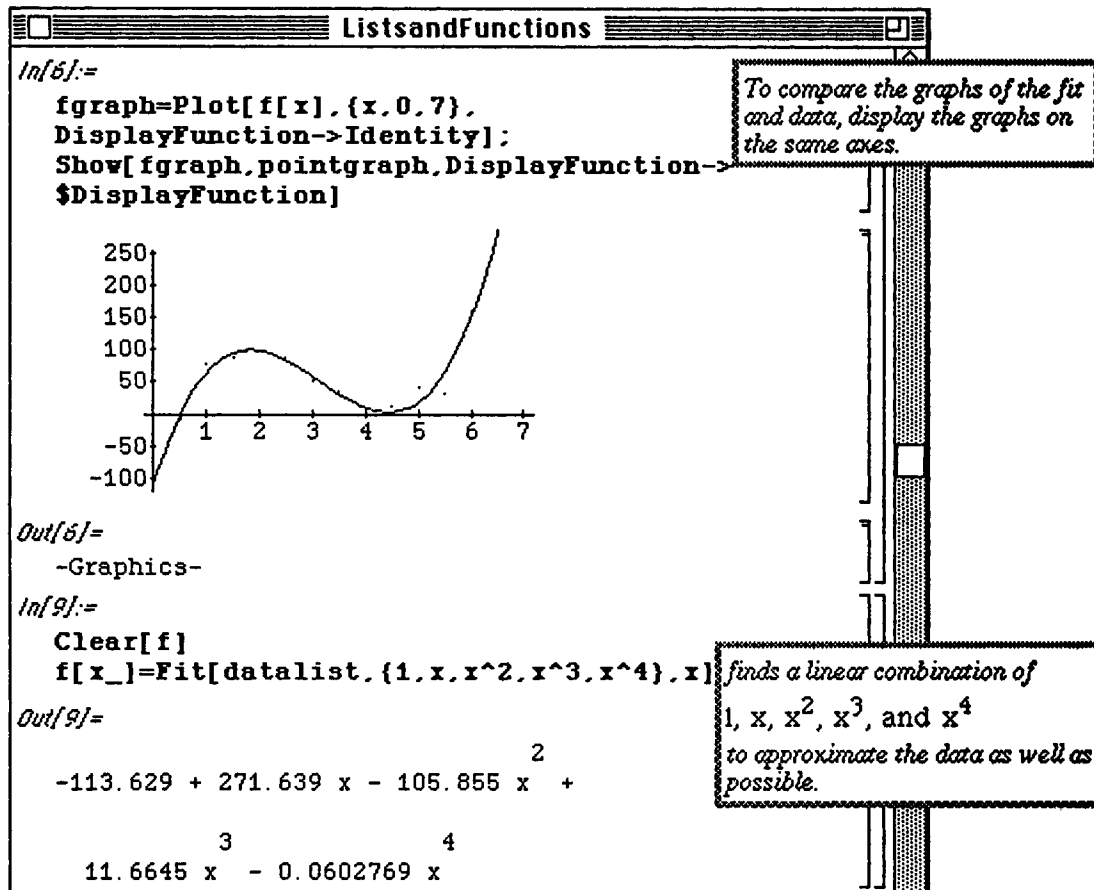 ListsandFunctions
In[6]:=
fgraph=Plot[f[x],{x,0,7},
DisplayFunction->Identity];
Show[fgraph,pointgraph,DisplayFunction->
$DisplayFunction]
To compare the graphs of the fit
and data, display the graphs on
the same axes.
250
200
150
100
50
-50
-100
1 2 3 4 5 6 7
Out[6]=
-Graphics-
In[9]:=
Clear[f]
f[x_]=Fit[datalist,{1,x,x^2,x^3,x^4},x]
finds a linear combination of
1, x, x², x³, and x⁴
to approximate the data as well as
possible.
Out[9]=
2
-113.629 + 271.639 x - 105.855 x +
3 4
11.6645 x - 0.0602769 x